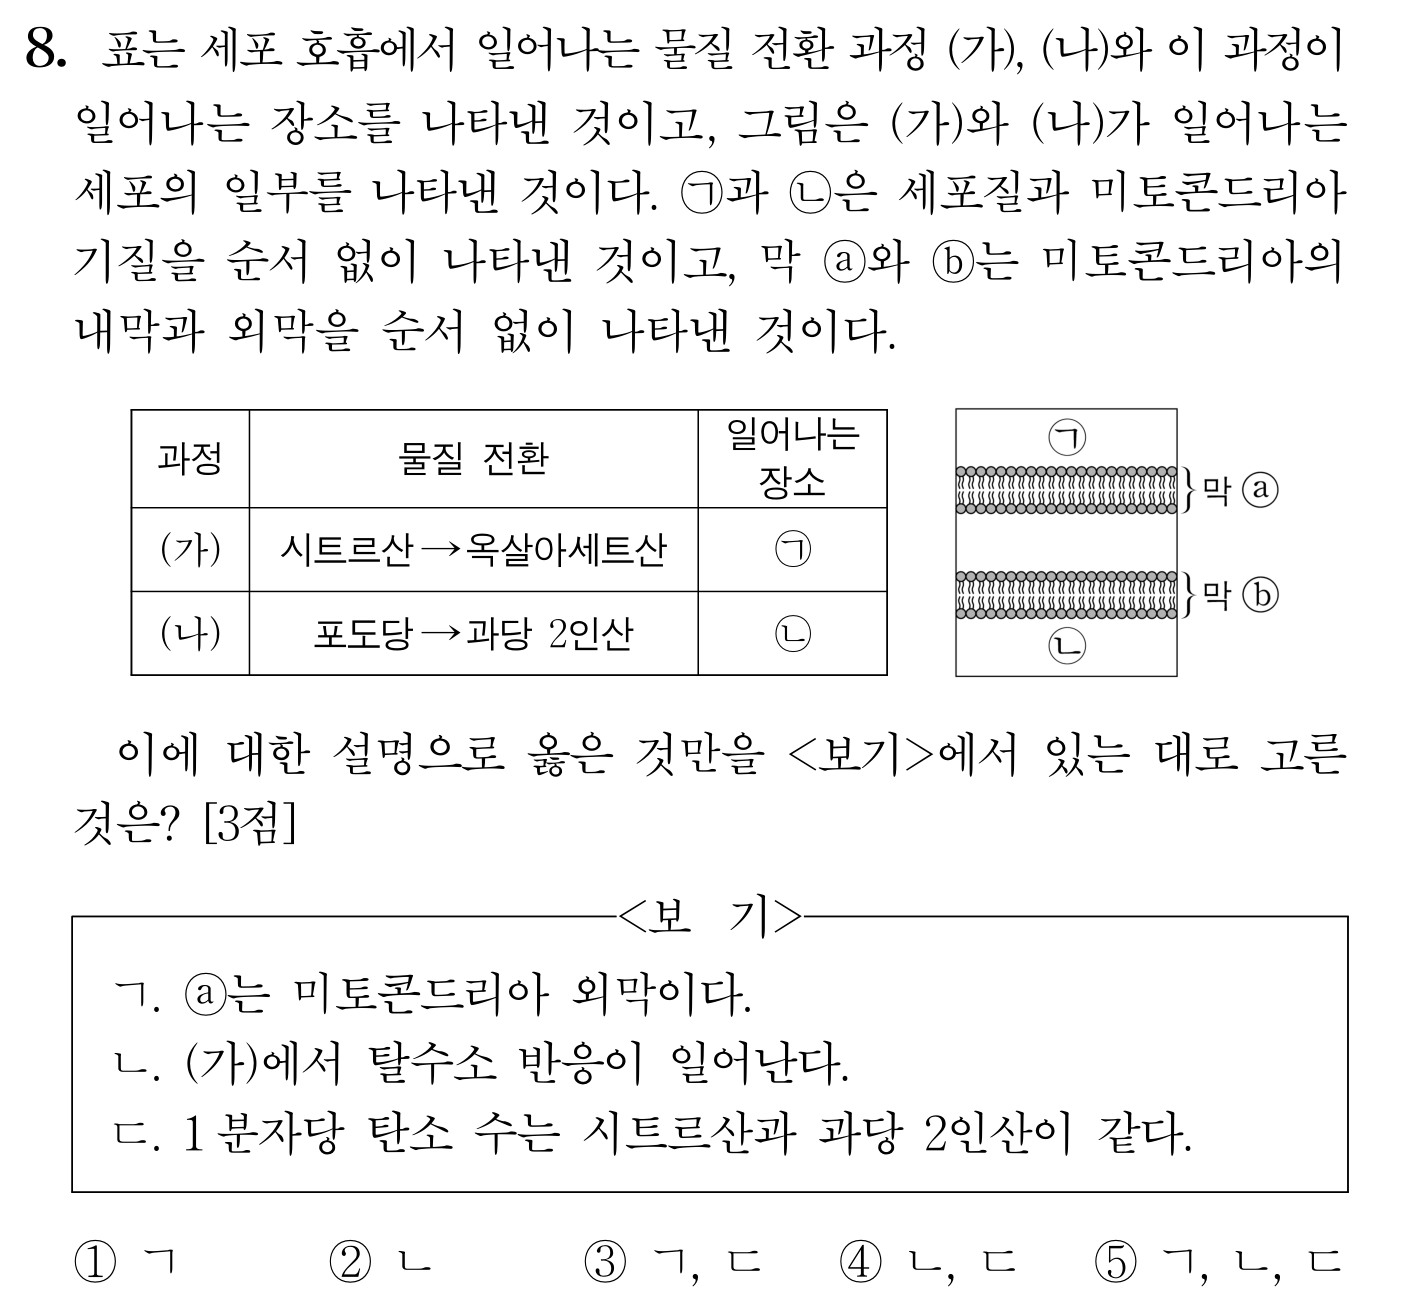 8. 표는 세포 호흡에서 일어나는 물질 전환 과정 (가), (나)와 이 과정이
일어나는 장소를 나타낸 것이고, 그림은 (가)와 (나)가 일어나는
세포의 일부를 나타낸 것이다. ㉠과 ㉡은 세포질과 미토콘드리아
기질을 순서 없이 나타낸 것이고, 막 ⓐ와 ⓑ는 미토콘드리아의
내막과 외막을 순서 없이 나타낸 것이다.
과정 물질 전환 일어나는 장소
(가) 시트르산 → 옥살아세트산 ㉠
(나) 포도당 → 과당 2인산 ㉡
㉠
막 ⓐ
막 ⓑ
㉡
이에 대한 설명으로 옳은 것만을 <보기>에서 있는 대로 고른
것은? [3점]
<보 기>
ㄱ. ⓐ는 미토콘드리아 외막이다.
ㄴ. (가)에서 탈수소 반응이 일어난다.
ㄷ. 1분자당 탄소 수는 시트르산과 과당 2인산이 같다.
① ㄱ ② ㄴ ③ ㄱ, ㄷ ④ ㄴ, ㄷ ⑤ ㄱ, ㄴ, ㄷ